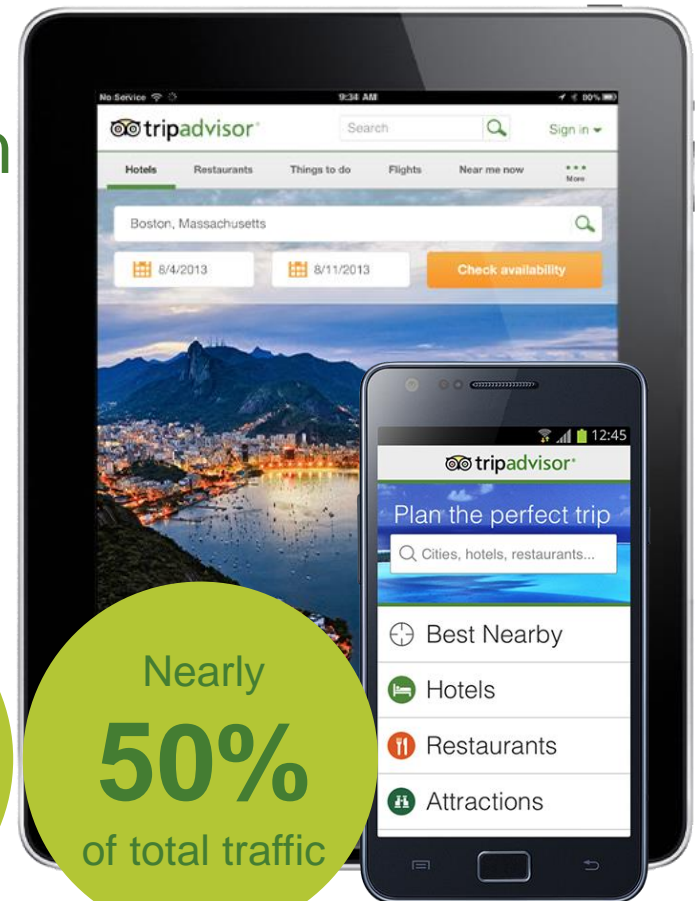 No Service 9:34 AM 80%
tripadvisor Search Sign in
Hotels Restaurants Things to do Flights Near me now More
Boston, Massachusetts
8/4/2013 8/11/2013 Check availability
12:45
tripadvisor
Plan the perfect trip
Cities, hotels, restaurants...
Best Nearby
Hotels
Restaurants
Attractions
Nearly
50%
of total traffic